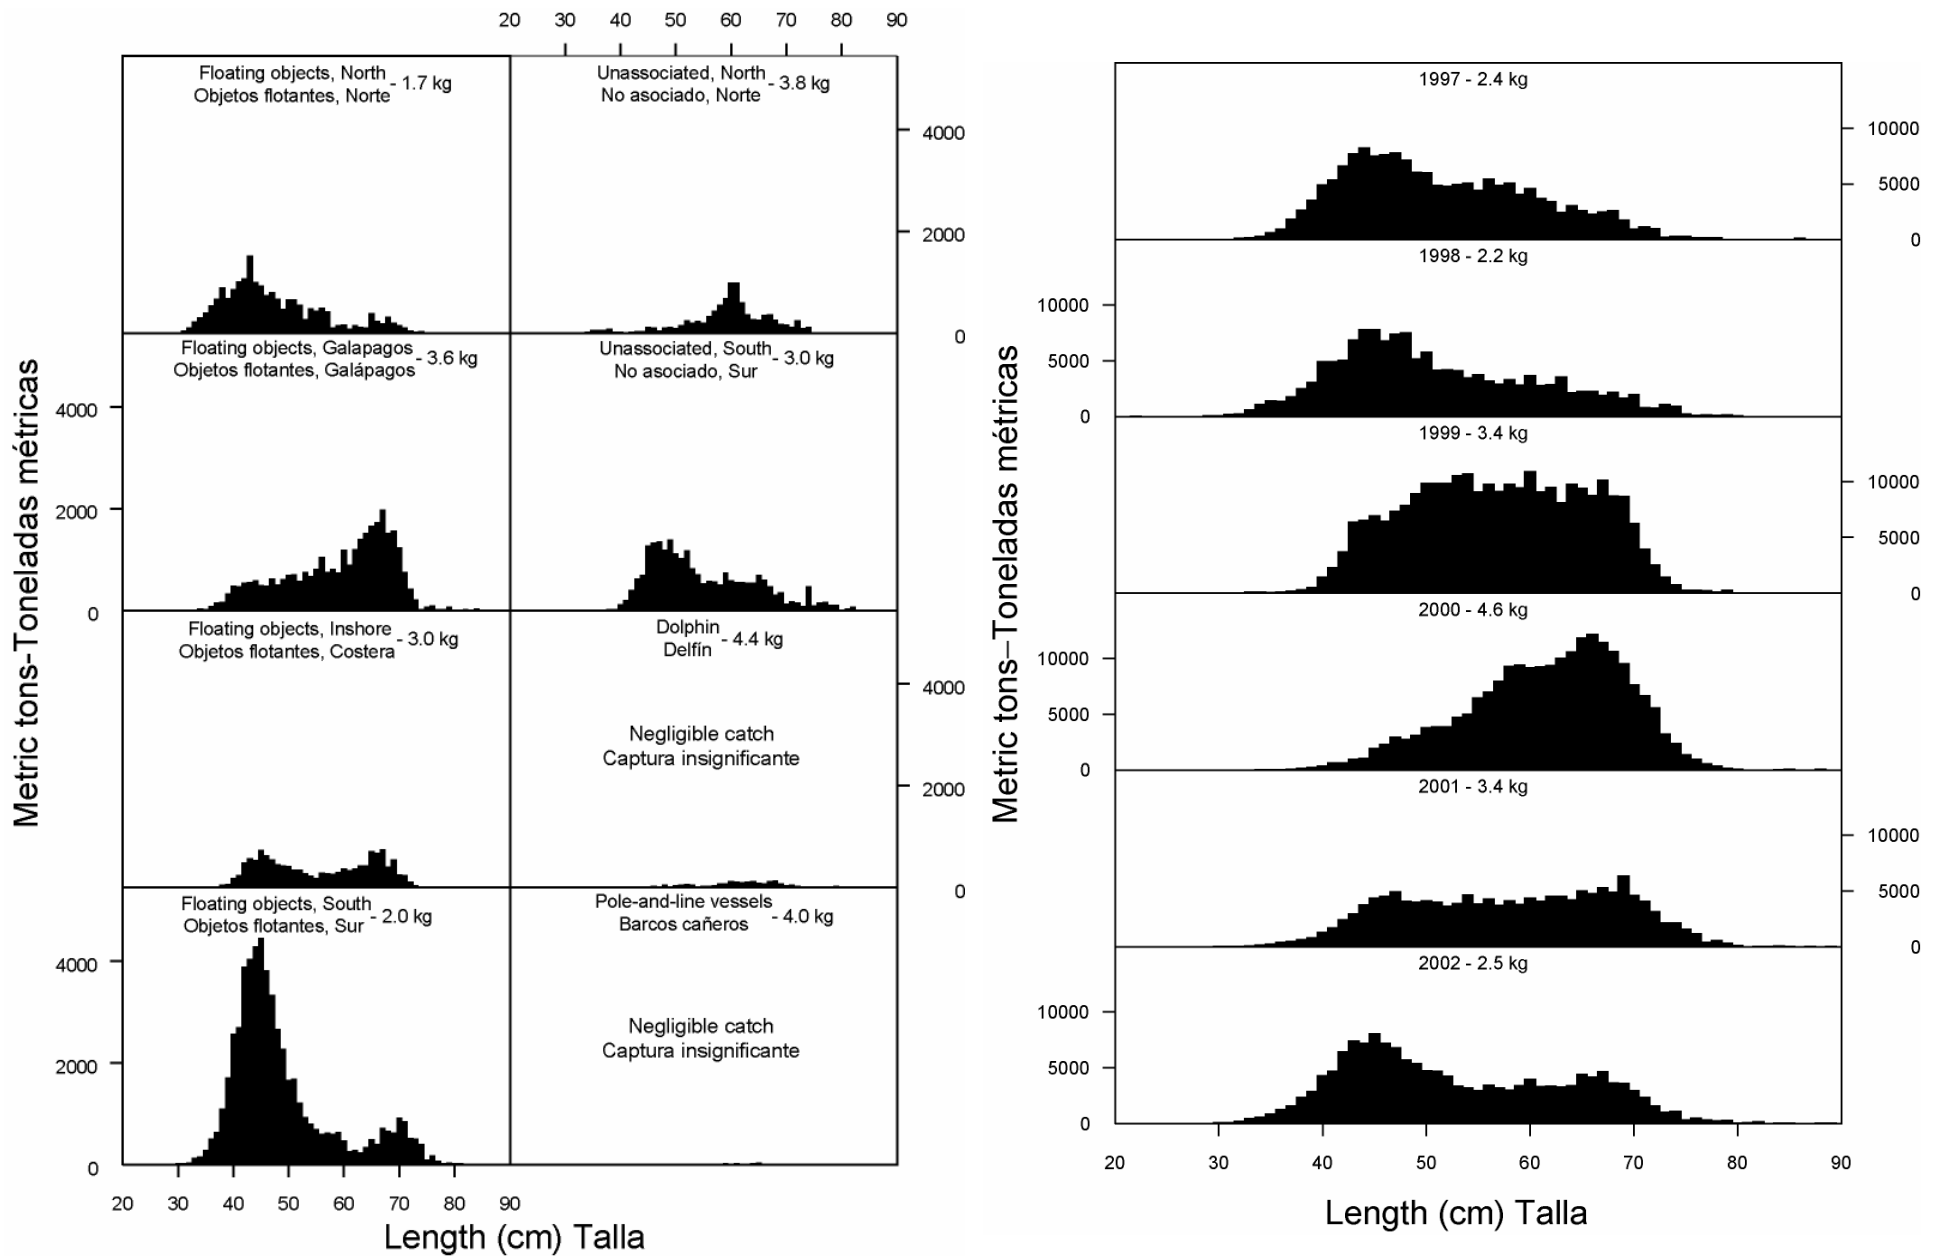 20 30 40 50 60 70 80 90
Floating objects, North
Objetos flotantes, Norte
- 1.7 kg
Unassociated, North
No asociado, Norte
- 3.8 kg
4000
2000
0
Floating objects, Galapagos
Objetos flotantes, Galápagos
- 3.6 kg
Unassociated, South
No asociado, Sur
- 3.0 kg
4000
2000
0
Floating objects, Inshore
Objetos flotantes, Costera
- 3.0 kg
Dolphin
Delfín
- 4.4 kg
Negligible catch
Captura insignificante
4000
2000
0
Floating objects, South
Objetos flotantes, Sur
- 2.0 kg
Pole-and-line vessels
Barcos cañeros
- 4.0 kg
Negligible catch
Captura insignificante
4000
2000
0
20 30 40 50 60 70 80 90
Length (cm) Talla
Metric tons-Toneladas métricas
1997 - 2.4 kg
10000
5000
0
1998 - 2.2 kg
10000
5000
0
1999 - 3.4 kg
10000
5000
0
2000 - 4.6 kg
10000
5000
0
2001 - 3.4 kg
10000
5000
0
2002 - 2.5 kg
10000
5000
0
20 30 40 50 60 70 80 90
Length (cm) Talla
Metric tons–Toneladas métricas